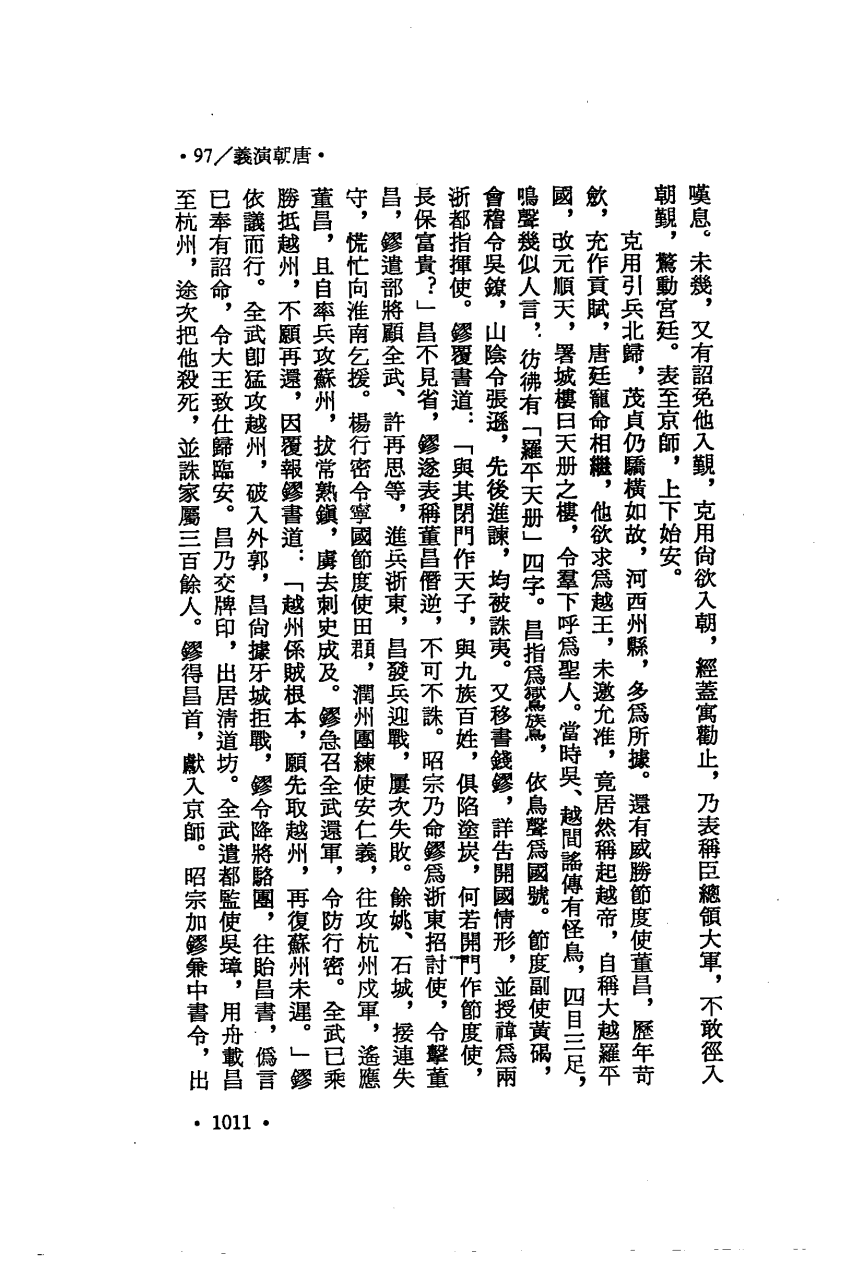 ·唐朝演義/97·
嘆息。未幾，又有詔免他入覲，克用尙欲入朝，經蓋寓勸止，乃表稱臣總領大軍，不敢徑入
朝覲，驚動宮廷。表至京師，上下始安。
克用引兵北歸，茂貞仍驕橫如故，河西州縣，多爲所據。還有威勝節度使董昌，歷年苛
歛，充作貢賦，唐廷寵命相繼，他欲求爲越王，未邀允准，竟居然稱起越帝，自稱大越羅平
國，改元順天，署城樓曰天册之樓，令羣下呼爲聖人。當時吳、越間謠傳有怪鳥，四目三足，
鳴聲幾似人言，彷彿有「羅平天册」四字。昌指爲鸑鷟，依鳥聲爲國號。節度副使黃碣，
會稽令吳鐐，山陰令張遜，先後進諫，均被誅夷。又移書錢鏐，詳告開國情形，並授褘爲兩
浙都指揮使。鏐覆書道：「與其閉門作天子，與九族百姓，俱陷塗炭，何若開門作節度使，
長保富貴？」昌不見省，鏐遂表稱董昌僭逆，不可不誅。昭宗乃命鏐爲浙東招討使，令擊董
昌，鏐遣部將顧全武、許再思等，進兵浙東，昌發兵迎戰，屢次失敗。餘姚、石城，接連失
守，慌忙向淮南乞援。楊行密令寧國節度使田頵，潤州團練使安仁義，往攻杭州戍軍，遙應
董昌，且自率兵攻蘇州，拔常熟鎭，虜去刺史成及。鏐急召全武還軍，令防行密。全武已乘
勝抵越州，不願再還，因覆報鏐書道：「越州係賊根本，願先取越州，再復蘇州未遲。」鏐
依議而行。全武卽猛攻越州，破入外郭，昌尙據牙城拒戰，鏐令降將駱團，往貽昌書，僞言
已奉有詔命，令大王致仕歸臨安。昌乃交牌印，出居淸道坊。全武遣都監使吳璋，用舟載昌
至杭州，途次把他殺死，並誅家屬三百餘人。鏐得昌首，獻入京師。昭宗加鏐兼中書令，出
·1011·